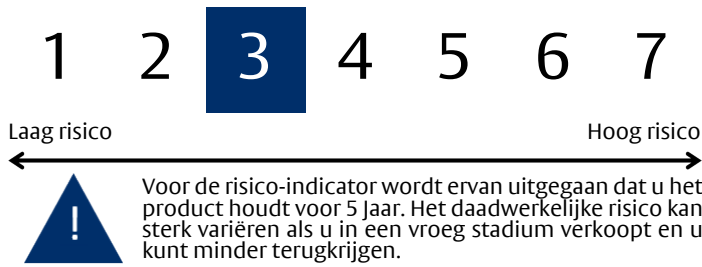 1 2 3 4 5 6 7
Laag risico Hoog risico
Voor de risico-indicator wordt ervan uitgegaan dat u het
product houdt voor 5 Jaar. Het daadwerkelijke risico kan
sterk variëren als u in een vroeg stadium verkoopt en u
kunt minder terugkrijgen.
!